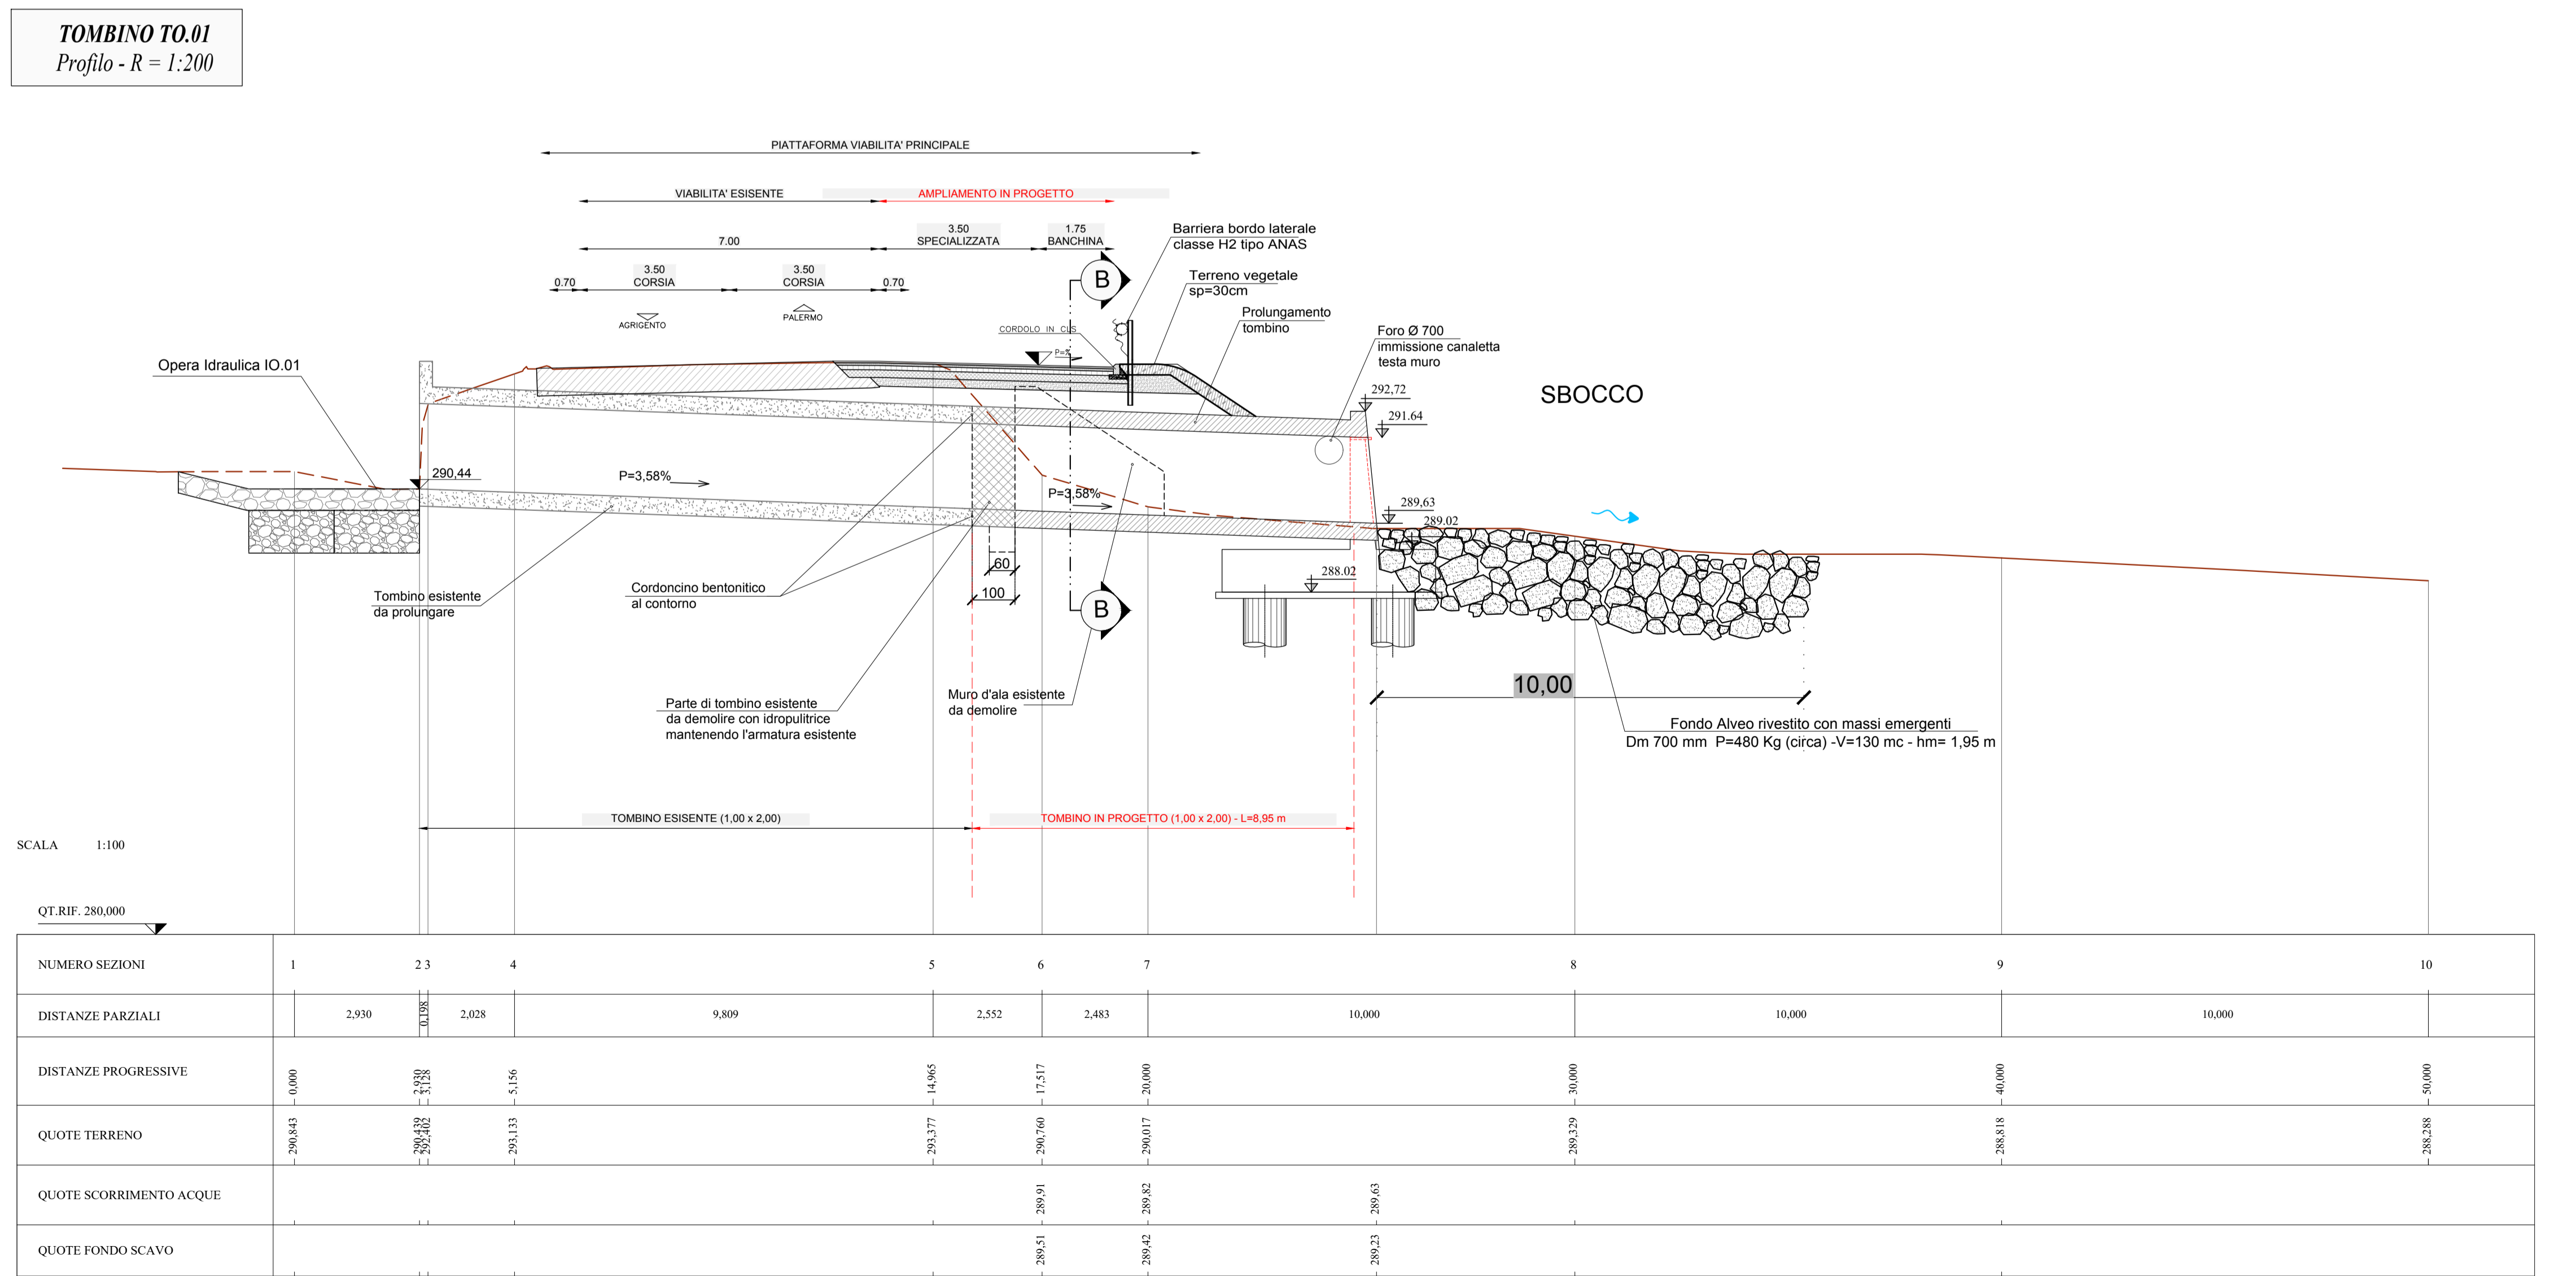 TOMBINO TO.01
Profilo - R = 1:200
PIATTAFORMA VIABILITA' PRINCIPALE
VIABILITA' ESISENTE
AMPLIAMENTO IN PROGETTO
7.00
3.50
SPECIALIZZATA
1.75
BANCHINA
0.70
3.50
CORSIA
3.50
CORSIA
0.70
AGRIGENTO
PALERMO
B
Barriera bordo laterale
classe H2 tipo ANAS
Terreno vegetale
sp=30cm
Prolungamento
tombino
CORDOLO IN CLS
Foro Ø 700
immissione canaletta
testa muro
SBOCCO
Opera Idraulica IO.01
292,72
291.64
290,44
P=3,58%
P=3,58%
289,63
289.02
288.02
60
100
B
Tombino esistente
da prolungare
Cordoncino bentonitico
al contorno
Parte di tombino esistente
da demolire con idropulitrice
mantenendo l'armatura esistente
Muro d'ala esistente
da demolire
10,00
Fondo Alveo rivestito con massi emergenti
Dm 700 mm P=480 Kg (circa) -V=130 mc - hm= 1,95 m
TOMBINO ESISENTE (1,00 x 2,00)
TOMBINO IN PROGETTO (1,00 x 2,00) - L=8,95 m
SCALA 1:100
QT.RIF. 280,000
NUMERO SEZIONI 1 2 3 4 5 6 7 8 9 10
DISTANZE PARZIALI 2,930 0,198 2,028 9,809 2,552 2,483 10,000 10,000 10,000
DISTANZE PROGRESSIVE 0,000 2,930 3,128 5,156 14,965 17,517 20,000 30,000 40,000 50,000
QUOTE TERRENO 290,843 290,439 292,402 293,133 293,377 290,760 290,017 289,329 288,818 288,288
QUOTE SCORRIMENTO ACQUE 289,91 289,82 289,63
QUOTE FONDO SCAVO 289,51 289,42 289,23